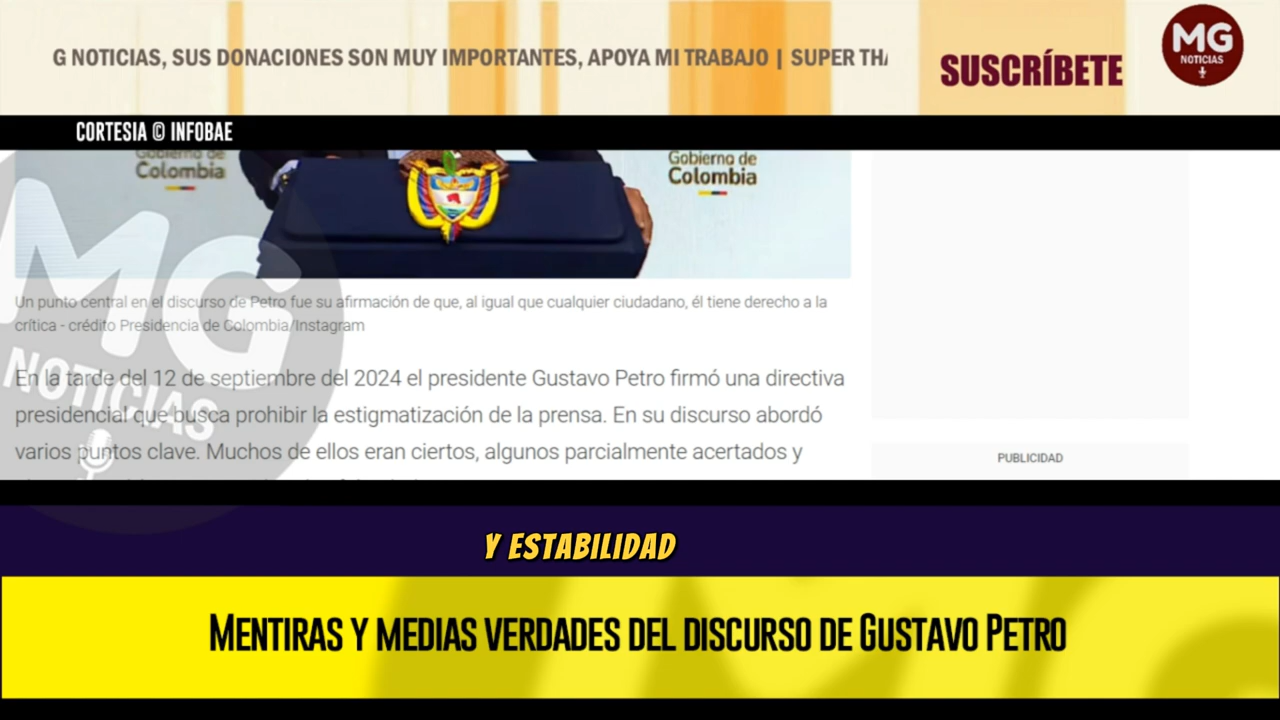 G NOTICIAS, SUS DONACIONES SON MUY IMPORTANTES, APOYA MI TRABAJO | SUPER THA
SUSCRÍBETE
MG
NOTICIAS
CORTESIA © INFOBAE
Gobierno de
Colombia
Gobierno de
Colombia
MG
NOTICIAS
Un punto central en el discurso de Petro fue su afirmación de que, al igual que cualquier ciudadano, él tiene derecho a la
crítica - crédito Presidencia de Colombia/Instagram
En la tarde del 12 de septiembre del 2024 el presidente Gustavo Petro firmó una directiva
presidencial que busca prohibir la estigmatización de la prensa. En su discurso abordó
varios puntos clave. Muchos de ellos eran ciertos, algunos parcialmente acertados y
PUBLICIDAD
Y ESTABILIDAD
MENTIRAS Y MEDIAS VERDADES DEL DISCURSO DE GUSTAVO PETRO